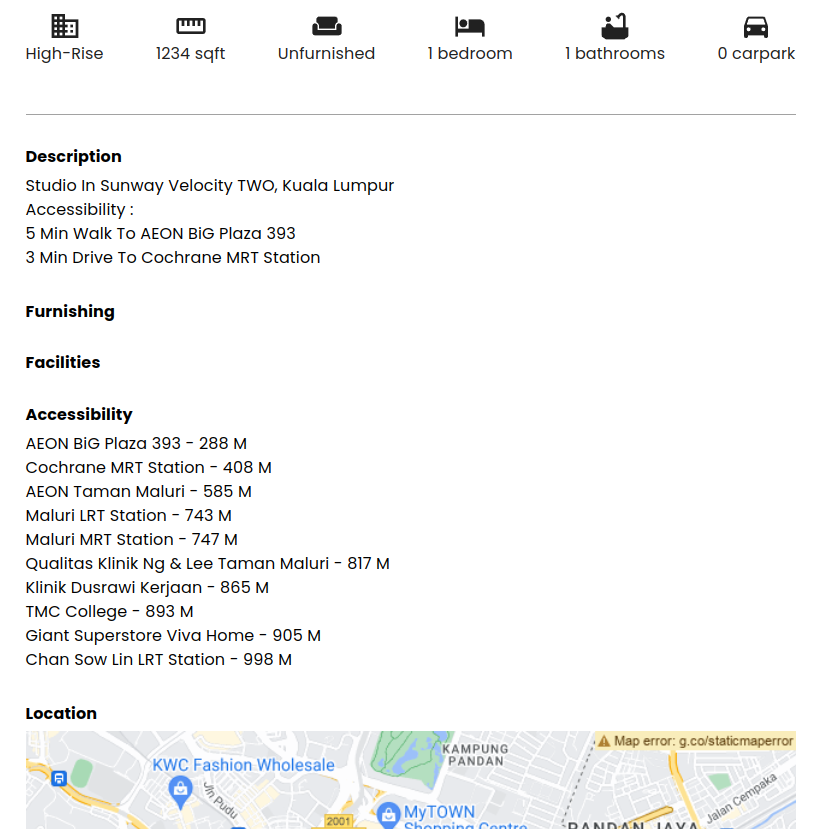 High-Rise
1234 sqft
Unfurnished
1 bedroom
1 bathrooms
0 carpark
Description
Studio In Sunway Velocity TWO, Kuala Lumpur
Accessibility :
5 Min Walk To AEON BiG Plaza 393
3 Min Drive To Cochrane MRT Station
Furnishing
Facilities
Accessibility
AEON BiG Plaza 393 - 288 M
Cochrane MRT Station - 408 M
AEON Taman Maluri - 585 M
Maluri LRT Station - 743 M
Maluri MRT Station - 747 M
Qualitas Klinik Ng & Lee Taman Maluri - 817 M
Klinik Dusrawi Kerjaan - 865 M
TMC College - 893 M
Giant Superstore Viva Home - 905 M
Chan Sow Lin LRT Station - 998 M
Location
Map error: g.co/staticmaperror
KAMPUNG
PANDAN
KWC Fashion Wholesale
Jln Pudu
Jalan Cempaka
MyTOWN
Shopping Centre
2001
PANDAN JAYA